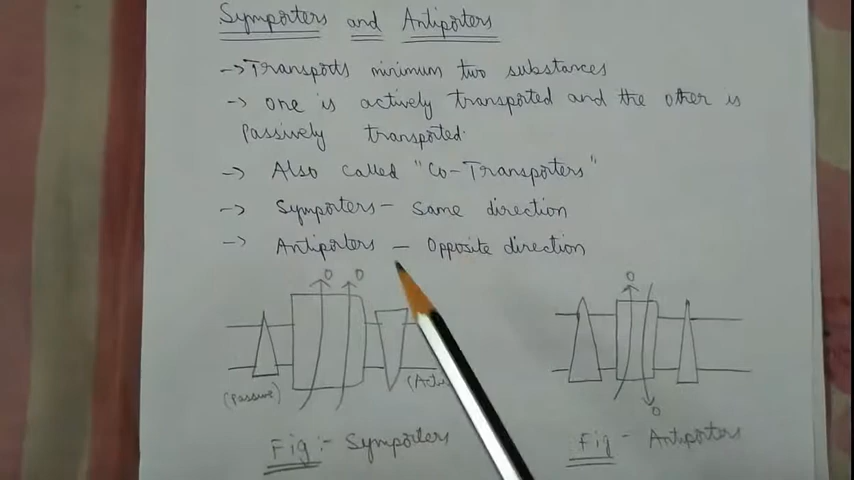 Symporters and Antiporters
-> Transports minimum two substances
-> One is actively transported and the other is
Passively transported.
-> Also called "Co-Transporters"
-> Symporters - Same direction
-> Antiporters - Opposite direction
(Passive)
Fig :- Symporters
Fig - Antiporters